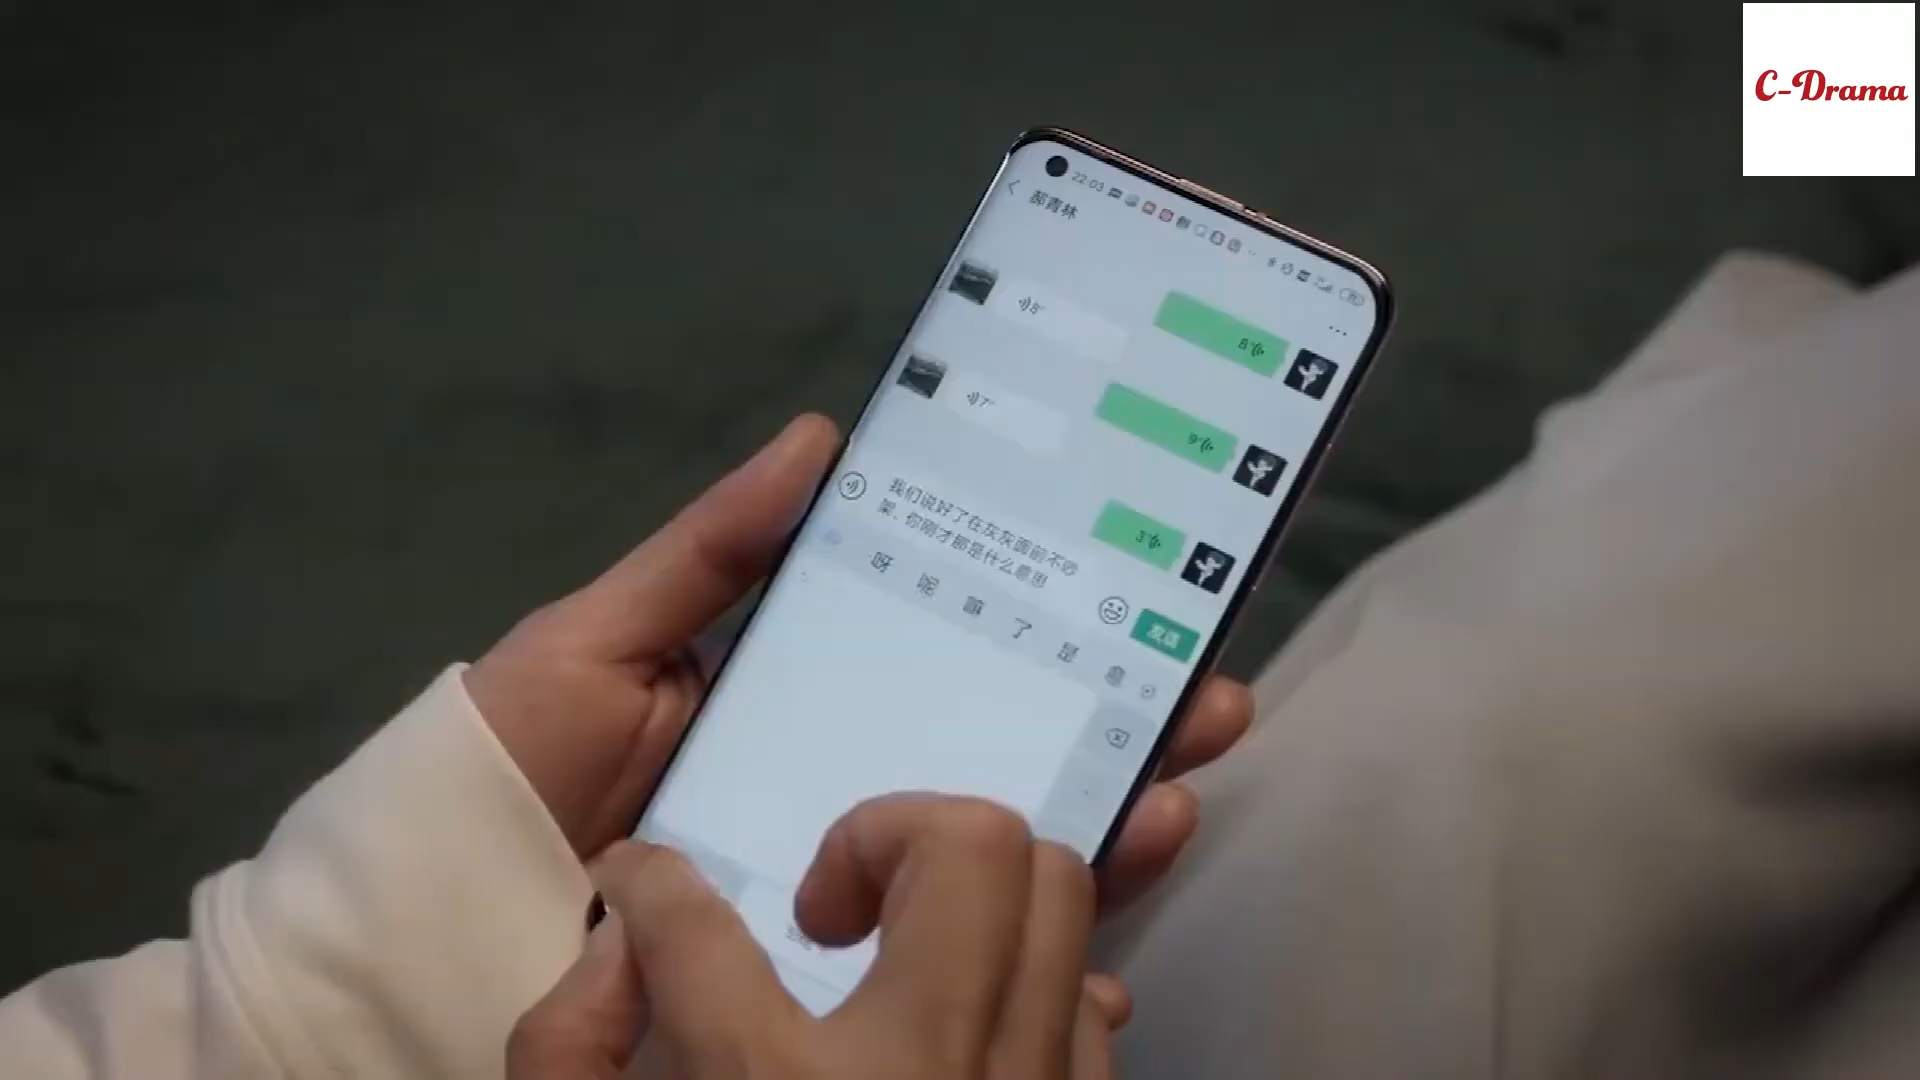 C-Drama
22:03
郝青林
8"
8"
7"
9"
3"
我们说好了在灰灰面前不吵
架、你刚才那是什么意思
呀 呢 嘛 了 是
发送